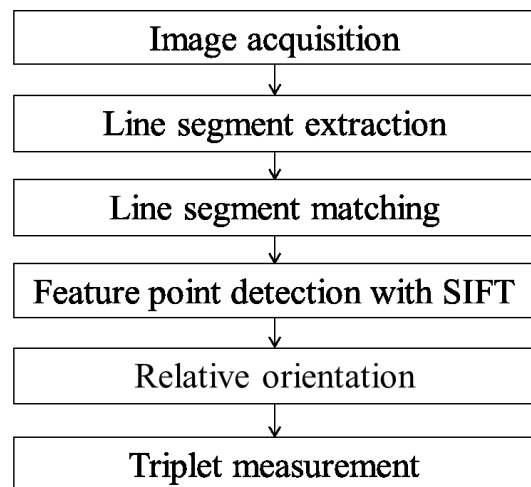 Image acquisition
Line segment extraction
Line segment matching
Feature point detection with SIFT
Relative orientation
Triplet measurement